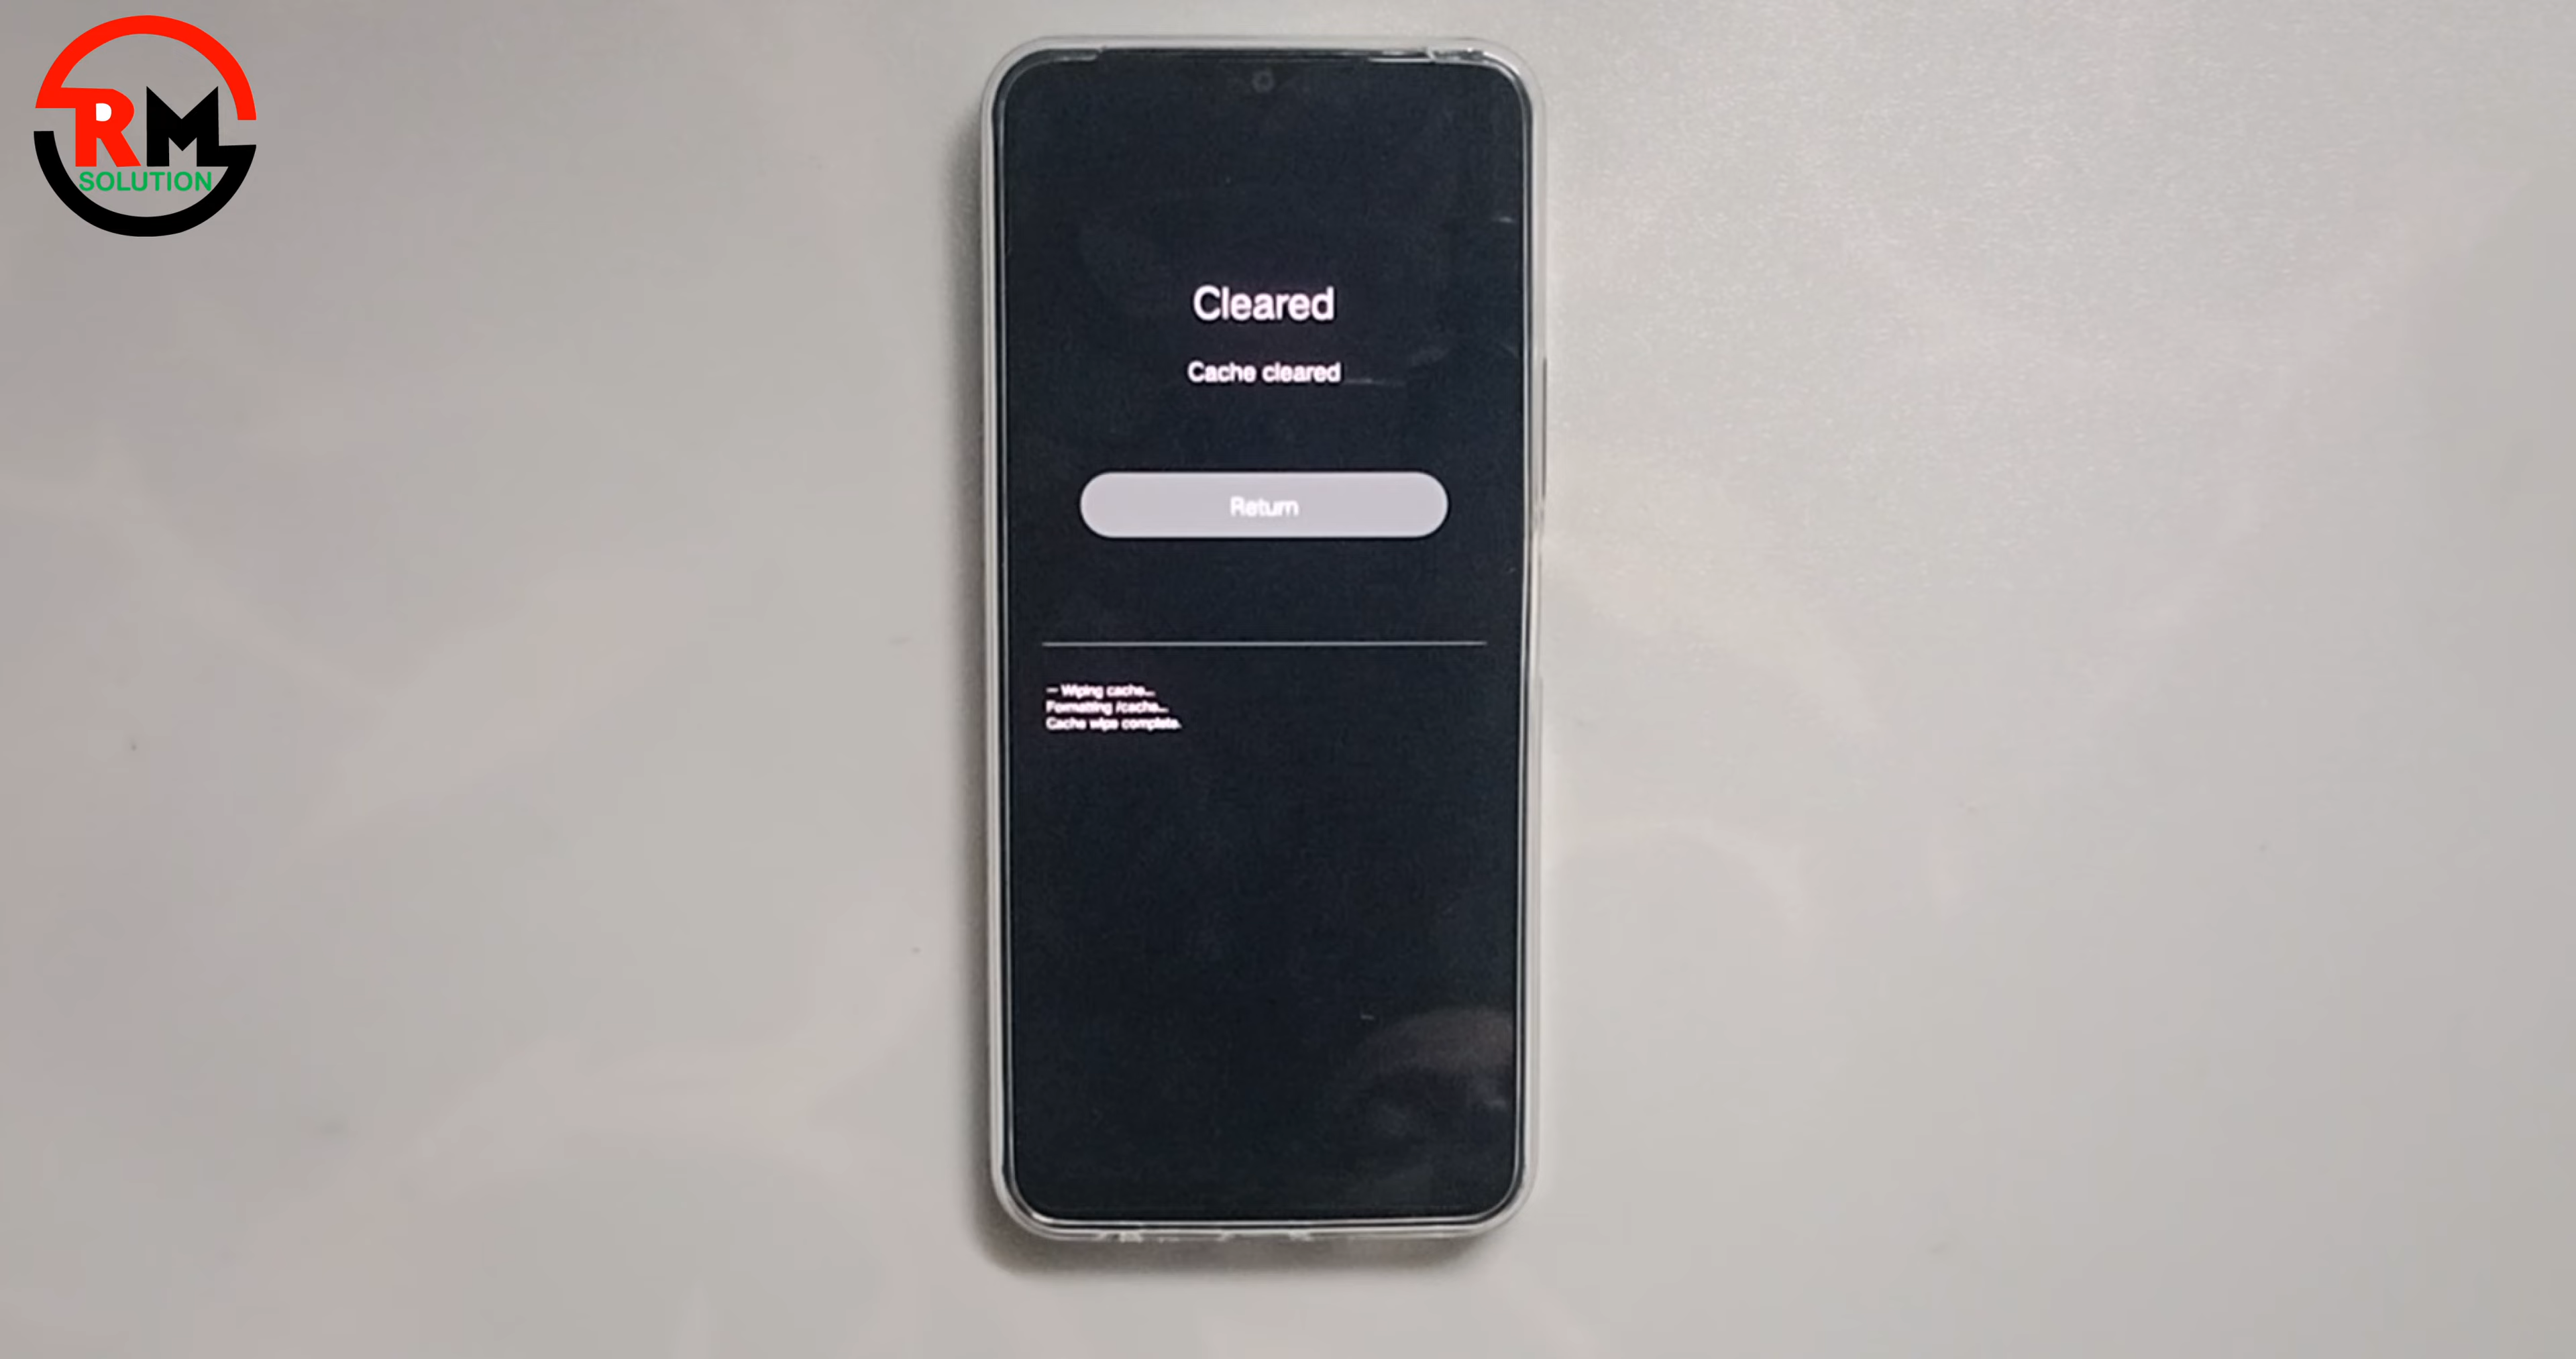 RM
SOLUTION
Cleared
Cache cleared
Return
-- Wiping cache...
Formatting /cache...
Cache wipe complete.